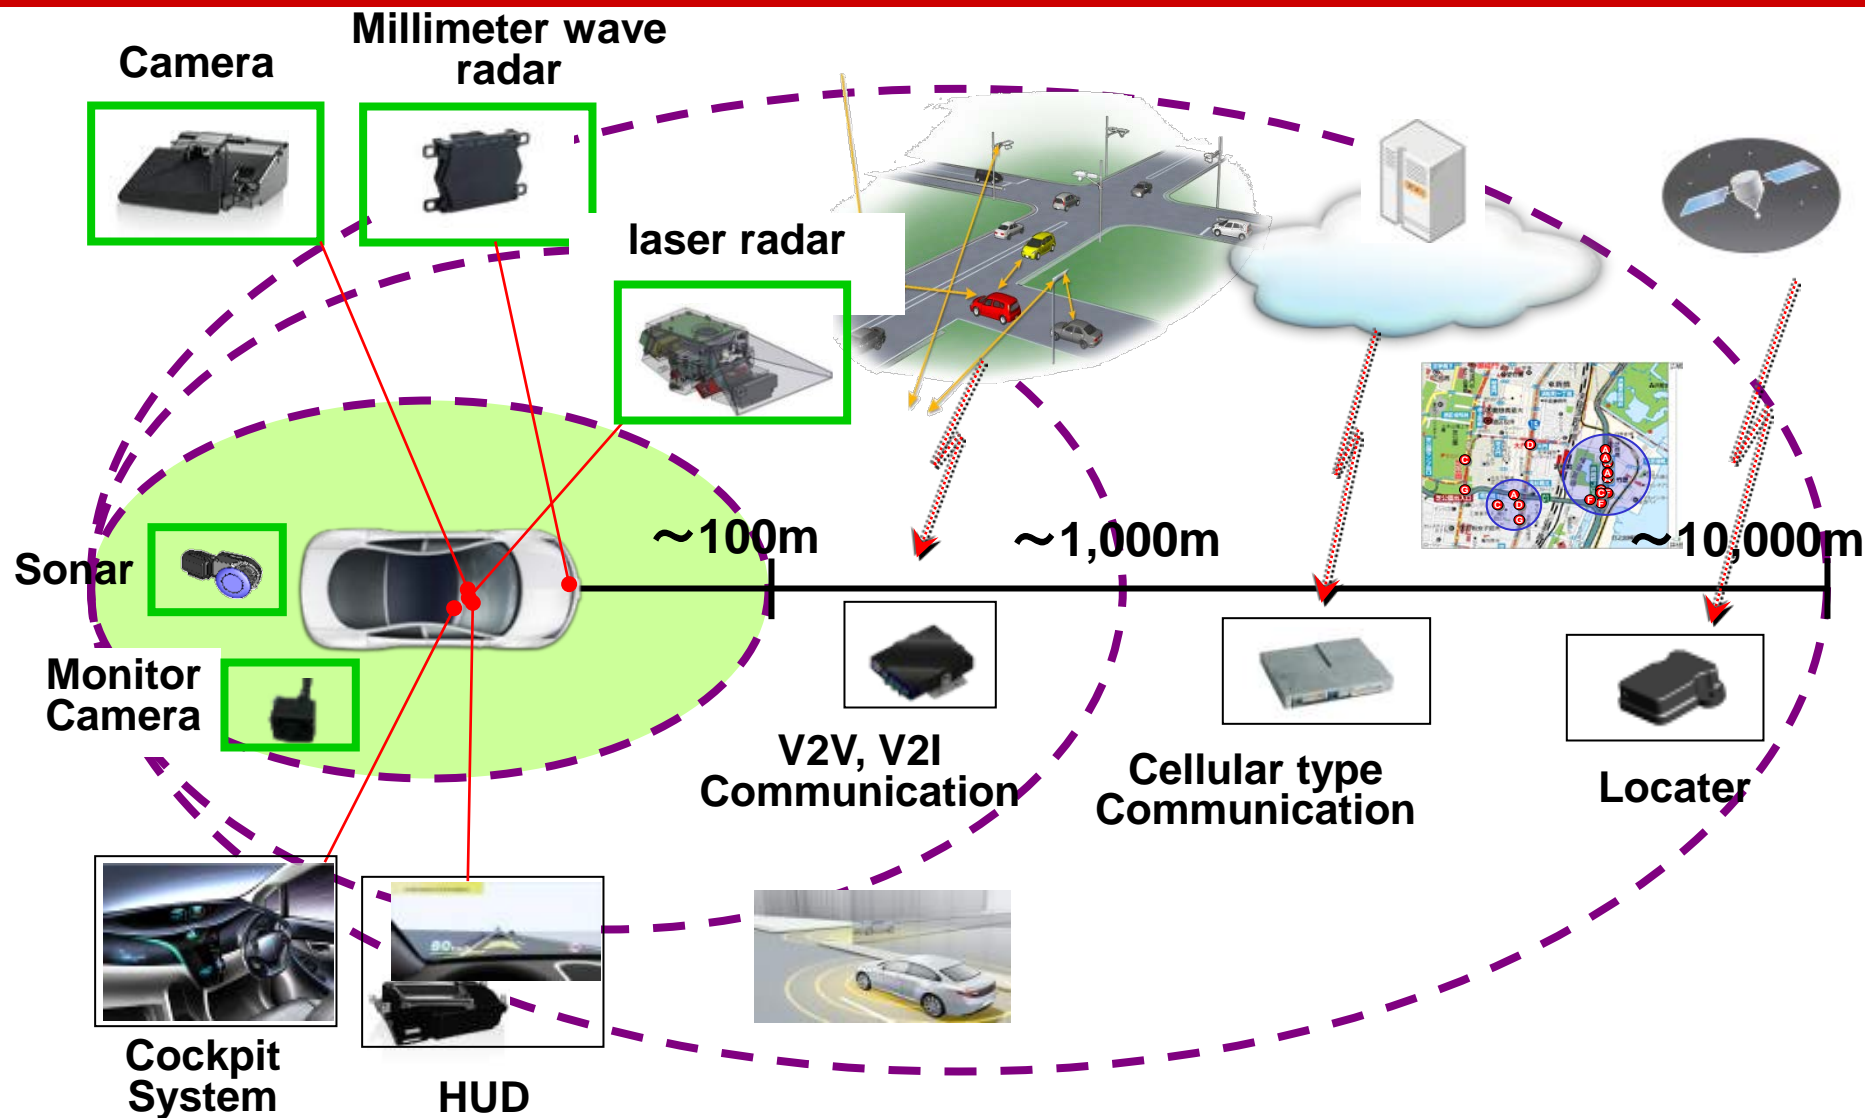 Millimeter wave
radar
Camera
laser radar
Sonar
Monitor
Camera
～100m
～1,000m
～10,000m
V2V, V2I
Communication
Cellular type
Communication
Locater
Cockpit
System
HUD
C
G
D
A
C
D
G
A
A
A
C
F
F
F